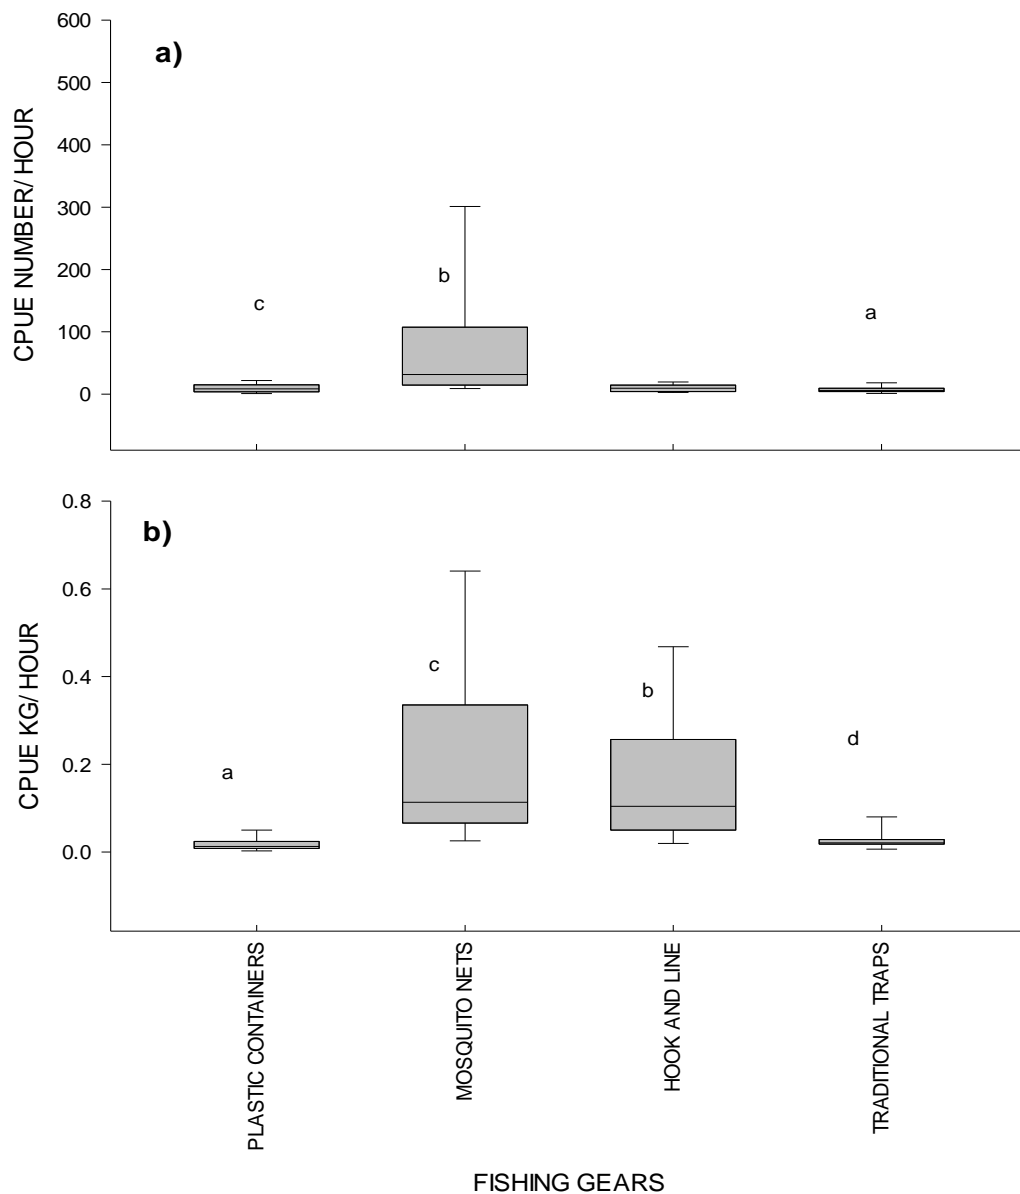 a)
CPUE NUMBER/ HOUR
600
500
400
300
200
100
0
c
b
a
b)
CPUE KG/ HOUR
0.8
0.6
0.4
0.2
0.0
a
c
b
d
PLASTIC CONTAINERS
MOSQUITO NETS
HOOK AND LINE
TRADITIONAL TRAPS
FISHING GEARS